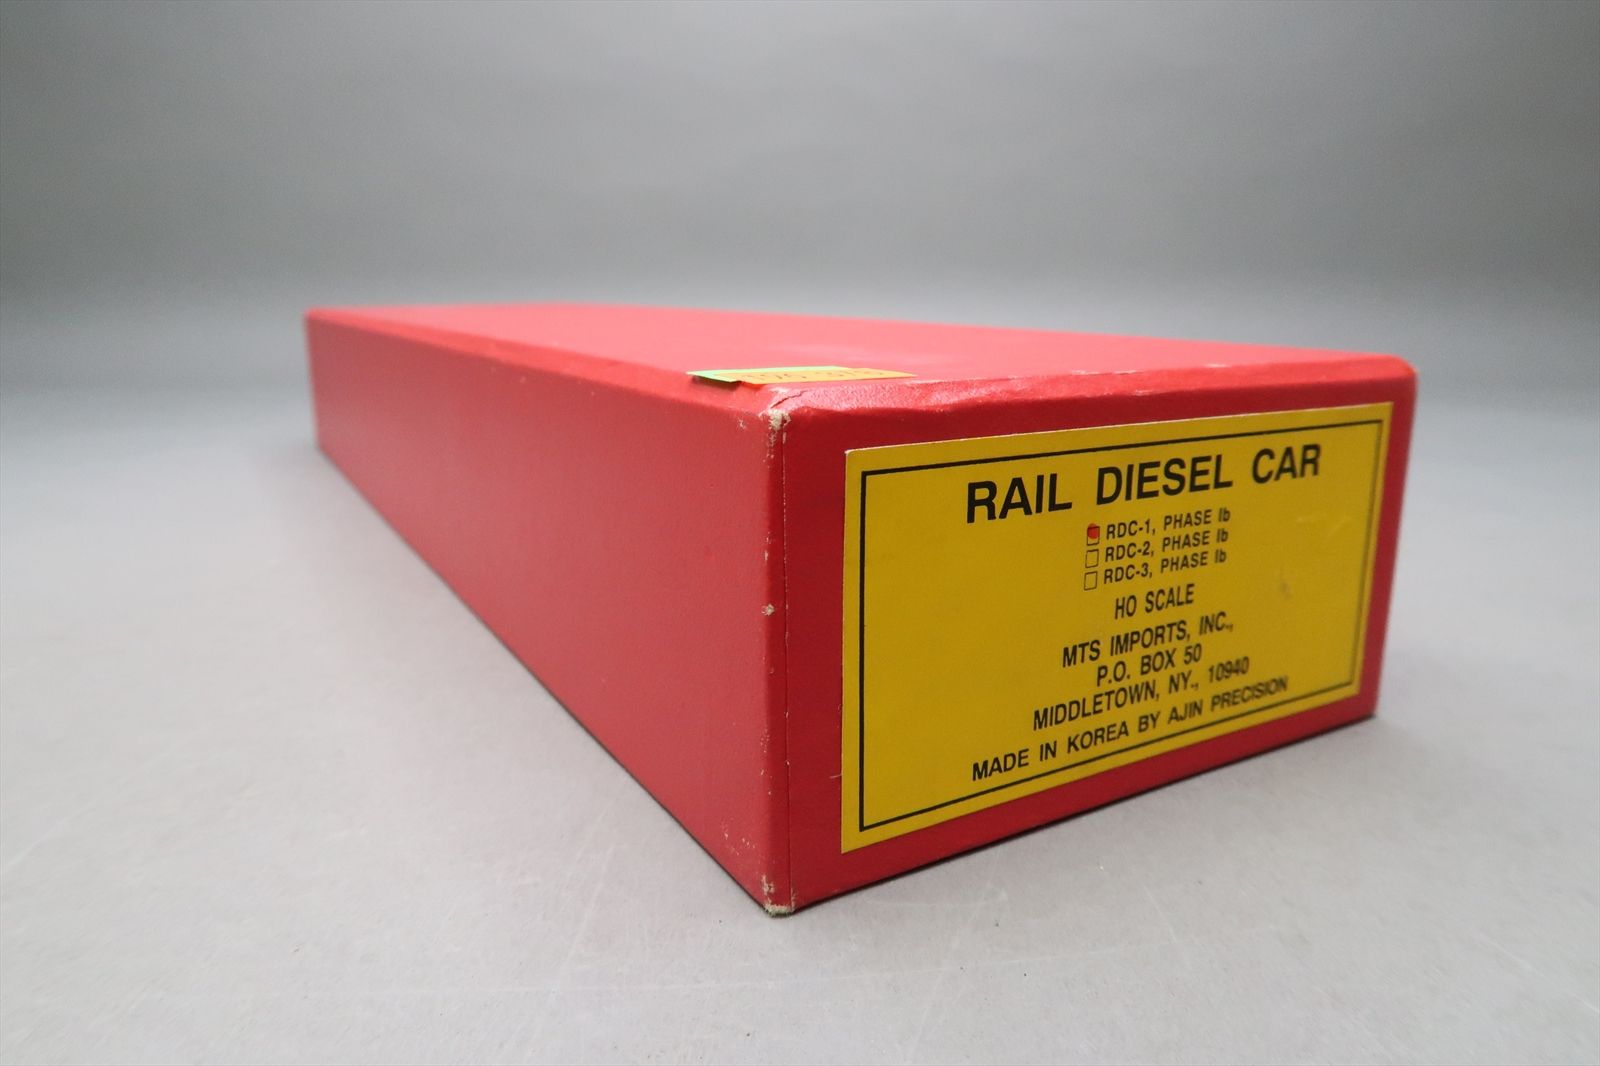 RAIL DIESEL CAR
RDC-1, PHASE Ib
RDC-2, PHASE Ib
RDC-3, PHASE Ib
HO SCALE
MTS IMPORTS, INC.,
P.O. BOX 50
MIDDLETOWN, NY., 10940
MADE IN KOREA BY AJIN PRECISION